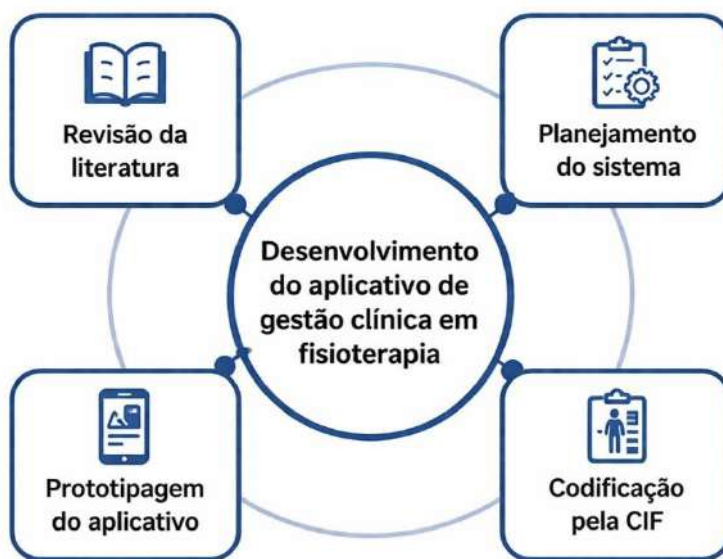 Revisão da
literatura
Planejamento
do sistema
Desenvolvimento
do aplicativo de
gestão clínica em
fisioterapia
Prototipagem
do aplicativo
Codificação
pela CIF